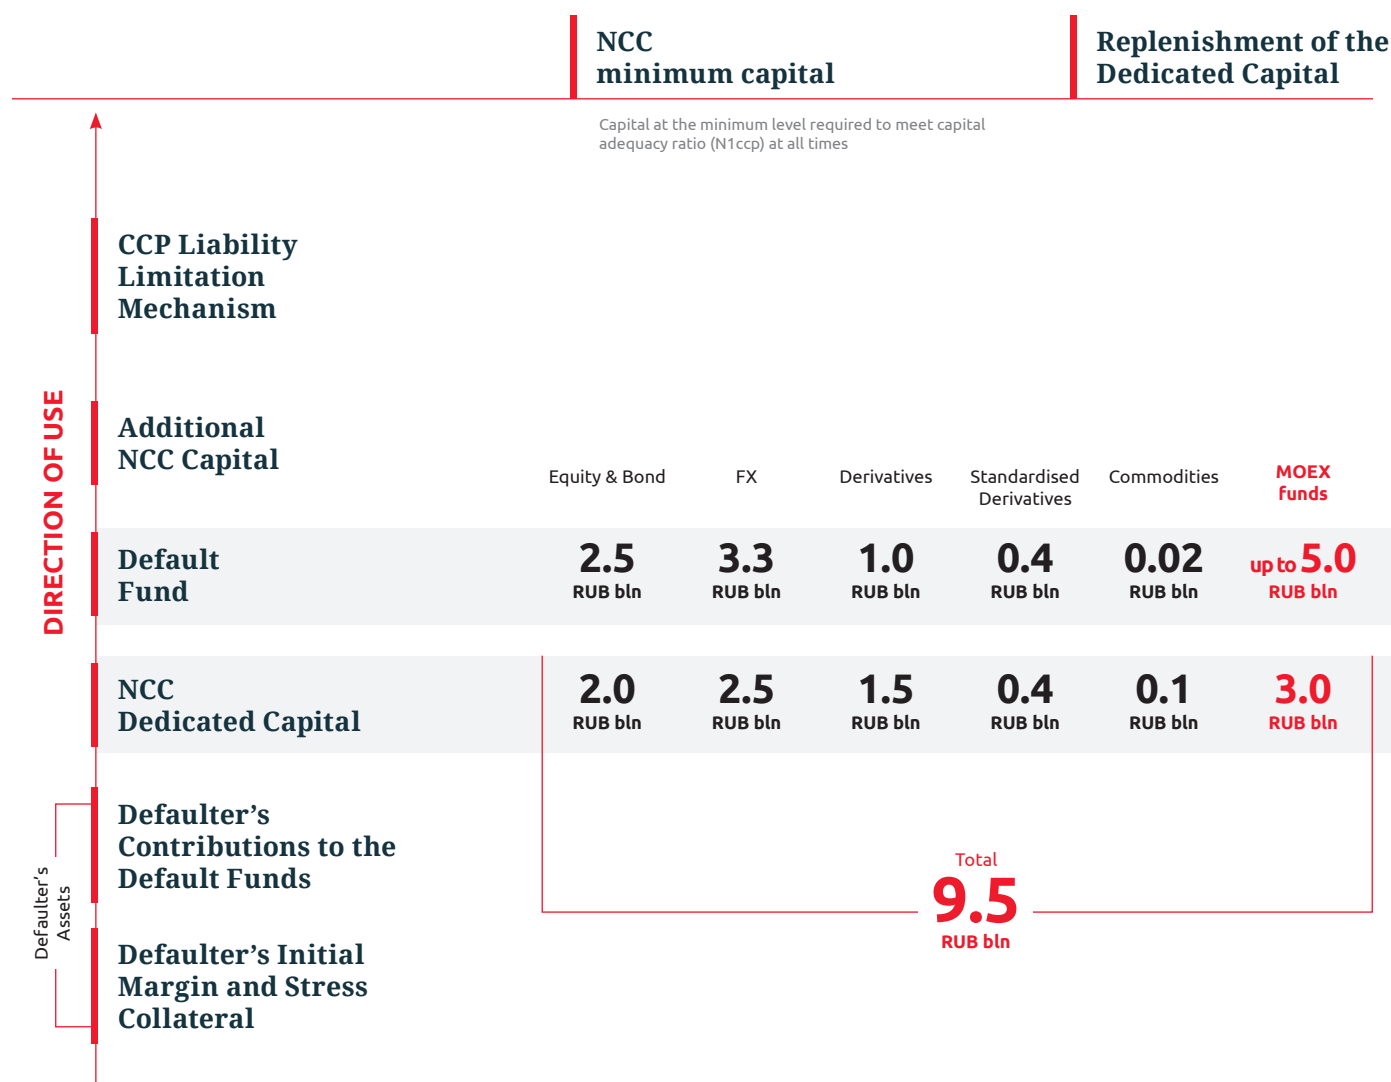 NCC
minimum capital
Replenishment of the
Dedicated Capital
Capital at the minimum level required to meet capital
adequacy ratio (N1ccp) at all times
DIRECTION OF USE
CCP Liability
Limitation
Mechanism
Additional
NCC Capital
Equity & Bond
FX
Derivatives
Standardised
Derivatives
Commodities
MOEX
funds
Default
Fund
2.5
RUB bln
3.3
RUB bln
1.0
RUB bln
0.4
RUB bln
0.02
RUB bln
up to 5.0
RUB bln
NCC
Dedicated Capital
2.0
RUB bln
2.5
RUB bln
1.5
RUB bln
0.4
RUB bln
0.1
RUB bln
3.0
RUB bln
Defaulter’s
Assets
Defaulter’s
Contributions to the
Default Funds
Total
9.5
RUB bln
Defaulter’s Initial
Margin and Stress
Collateral